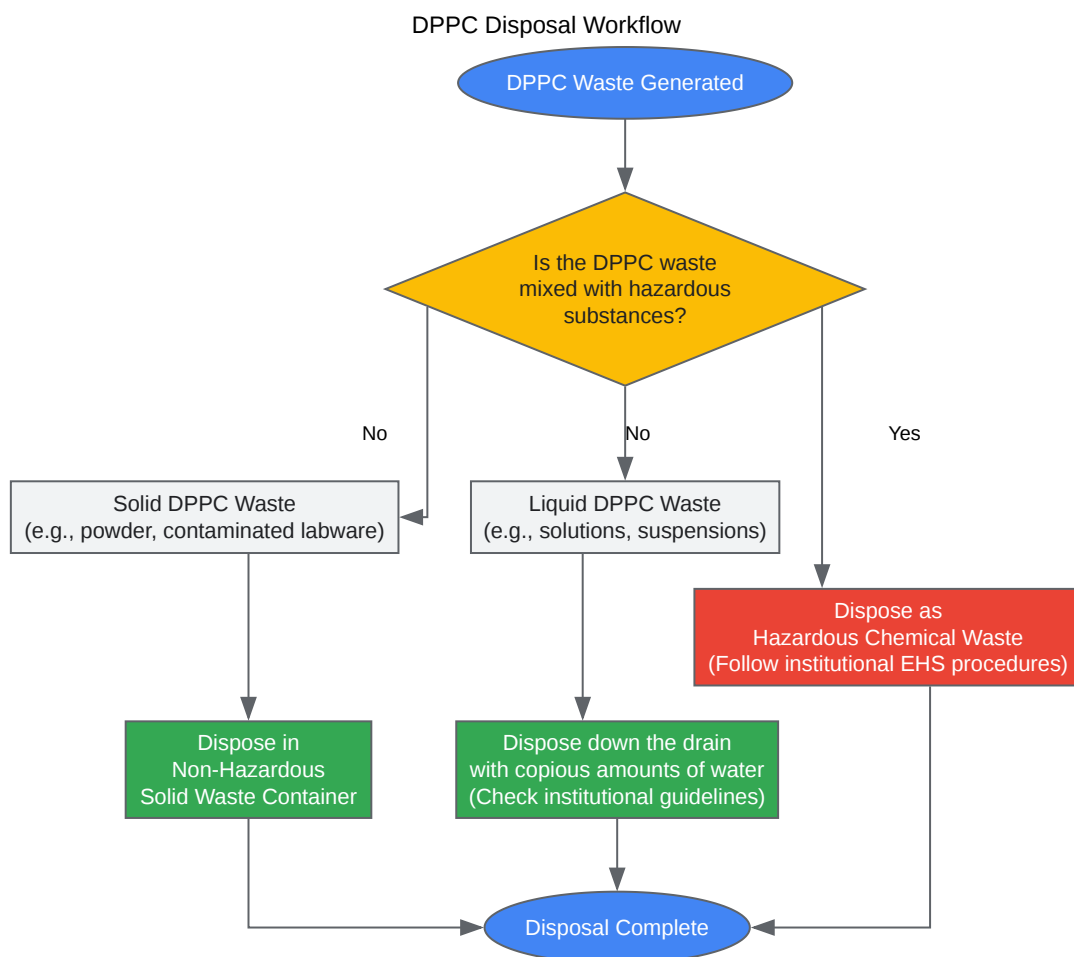 DPPC Disposal Workflow
DPPC Waste Generated
Is the DPPC waste
mixed with hazardous
substances?
No
No
Yes
Solid DPPC Waste
(e.g., powder, contaminated labware)
Liquid DPPC Waste
(e.g., solutions, suspensions)
Dispose as
Hazardous Chemical Waste
(Follow institutional EHS procedures)
Dispose in
Non-Hazardous
Solid Waste Container
Dispose down the drain
with copious amounts of water
(Check institutional guidelines)
Disposal Complete